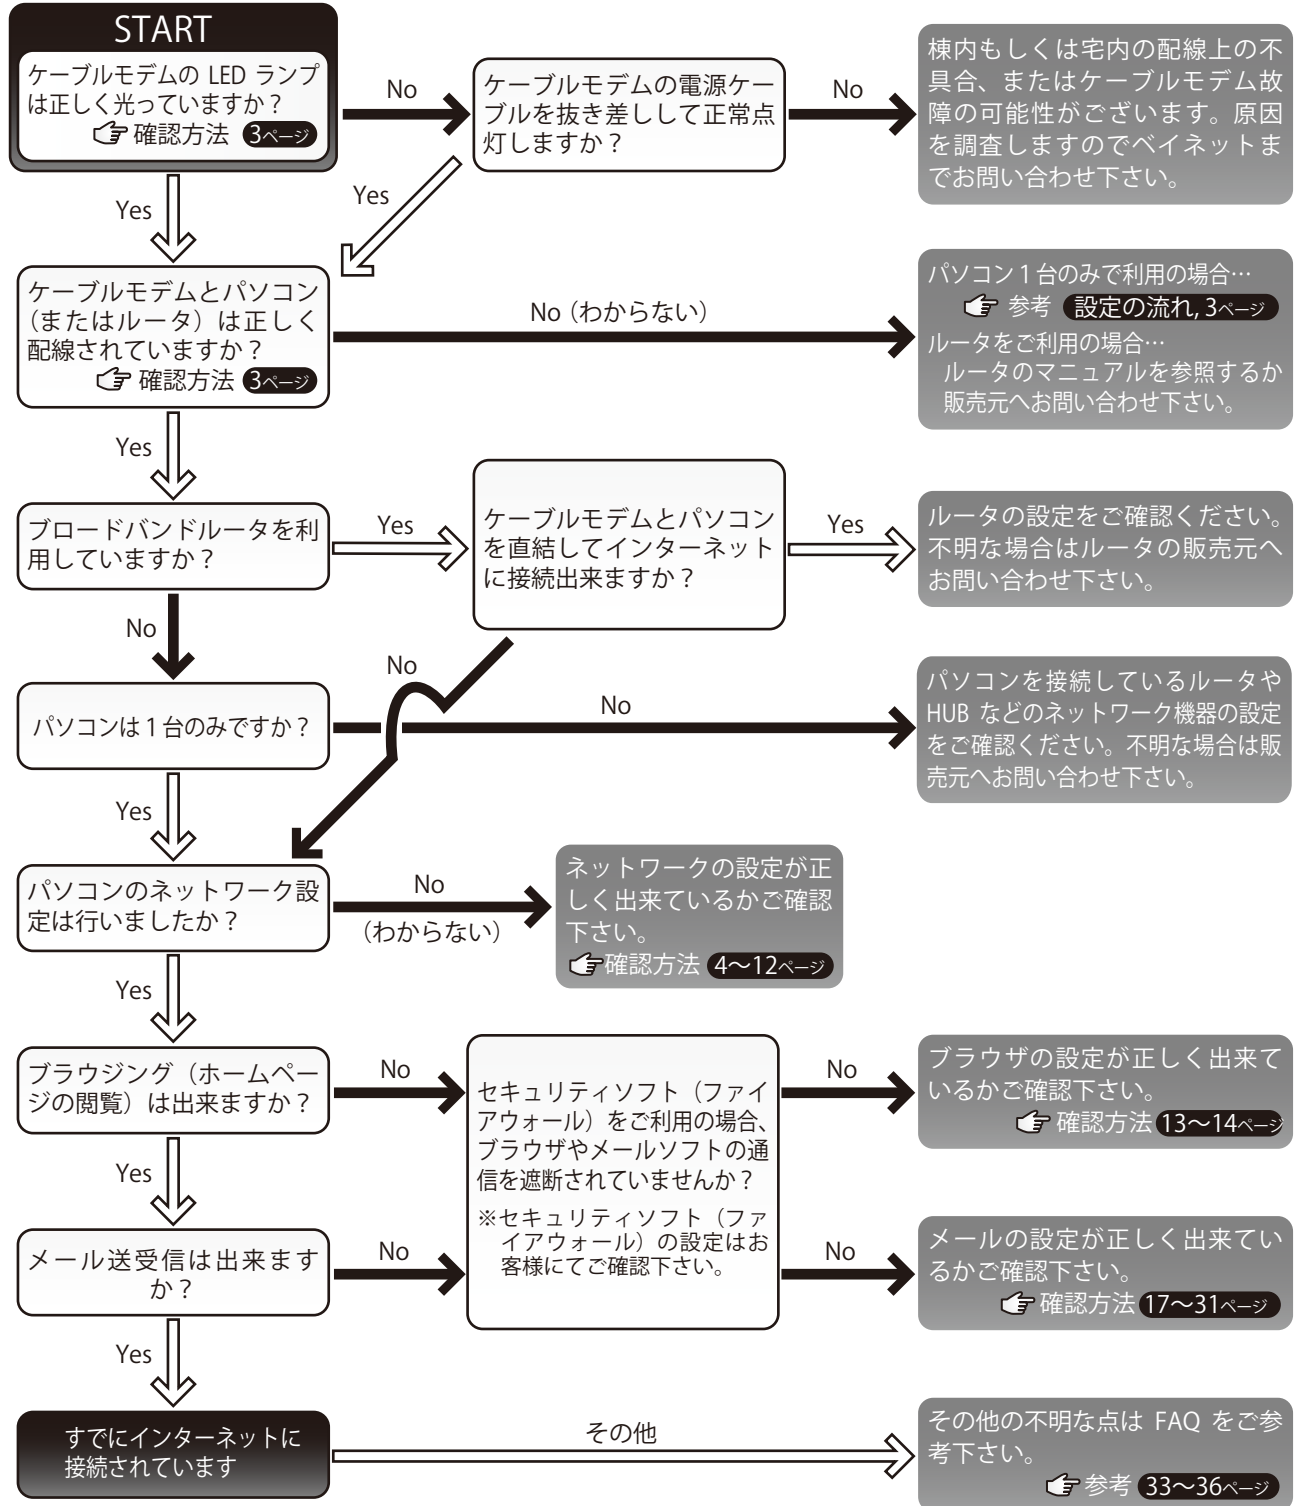 START
ケーブルモデムの LED ランプ
は正しく光っていますか？
確認方法 3ページ
No
ケーブルモデムの電源ケー
ブルを抜き差しして正常点
灯しますか？
No
棟内もしくは宅内の配線上の不
具合、またはケーブルモデム故
障の可能性がございます。原因
を調査しますのでベイネットま
でお問い合わせ下さい。
Yes
Yes
ケーブルモデムとパソコン
（またはルータ）は正しく
配線されていますか？
確認方法 3ページ
No（わからない）
パソコン１台のみで利用の場合…
参考 設定の流れ, 3ページ
ルータをご利用の場合…
ルータのマニュアルを参照するか
販売元へお問い合わせ下さい。
Yes
ブロードバンドルータを利
用していますか？
Yes
ケーブルモデムとパソコン
を直結してインターネット
に接続出来ますか？
Yes
ルータの設定をご確認ください。
不明な場合はルータの販売元へ
お問い合わせ下さい。
No
No
パソコンは１台のみですか？
No
パソコンを接続しているルータや
HUB などのネットワーク機器の設定
をご確認ください。不明な場合は販
売元へお問い合わせ下さい。
Yes
パソコンのネットワーク設
定は行いましたか？
No
（わからない）
ネットワークの設定が正
しく出来ているかご確認
下さい。
確認方法 4〜12ページ
Yes
ブラウジング（ホームペー
ジの閲覧）は出来ますか？
No
セキュリティソフト（ファイ
アウォール）をご利用の場合、
ブラウザやメールソフトの通
信を遮断されていませんか？
※セキュリティソフト（ファ
イアウォール）の設定はお
客様にてご確認下さい。
No
ブラウザの設定が正しく出来て
いるかご確認下さい。
確認方法 13〜14ページ
Yes
メール送受信は出来ます
か？
No
No
メールの設定が正しく出来てい
るかご確認下さい。
確認方法 17〜31ページ
Yes
すでにインターネットに
接続されています
その他
その他の不明な点は FAQ をご参
考下さい。
参考 33〜36ページ